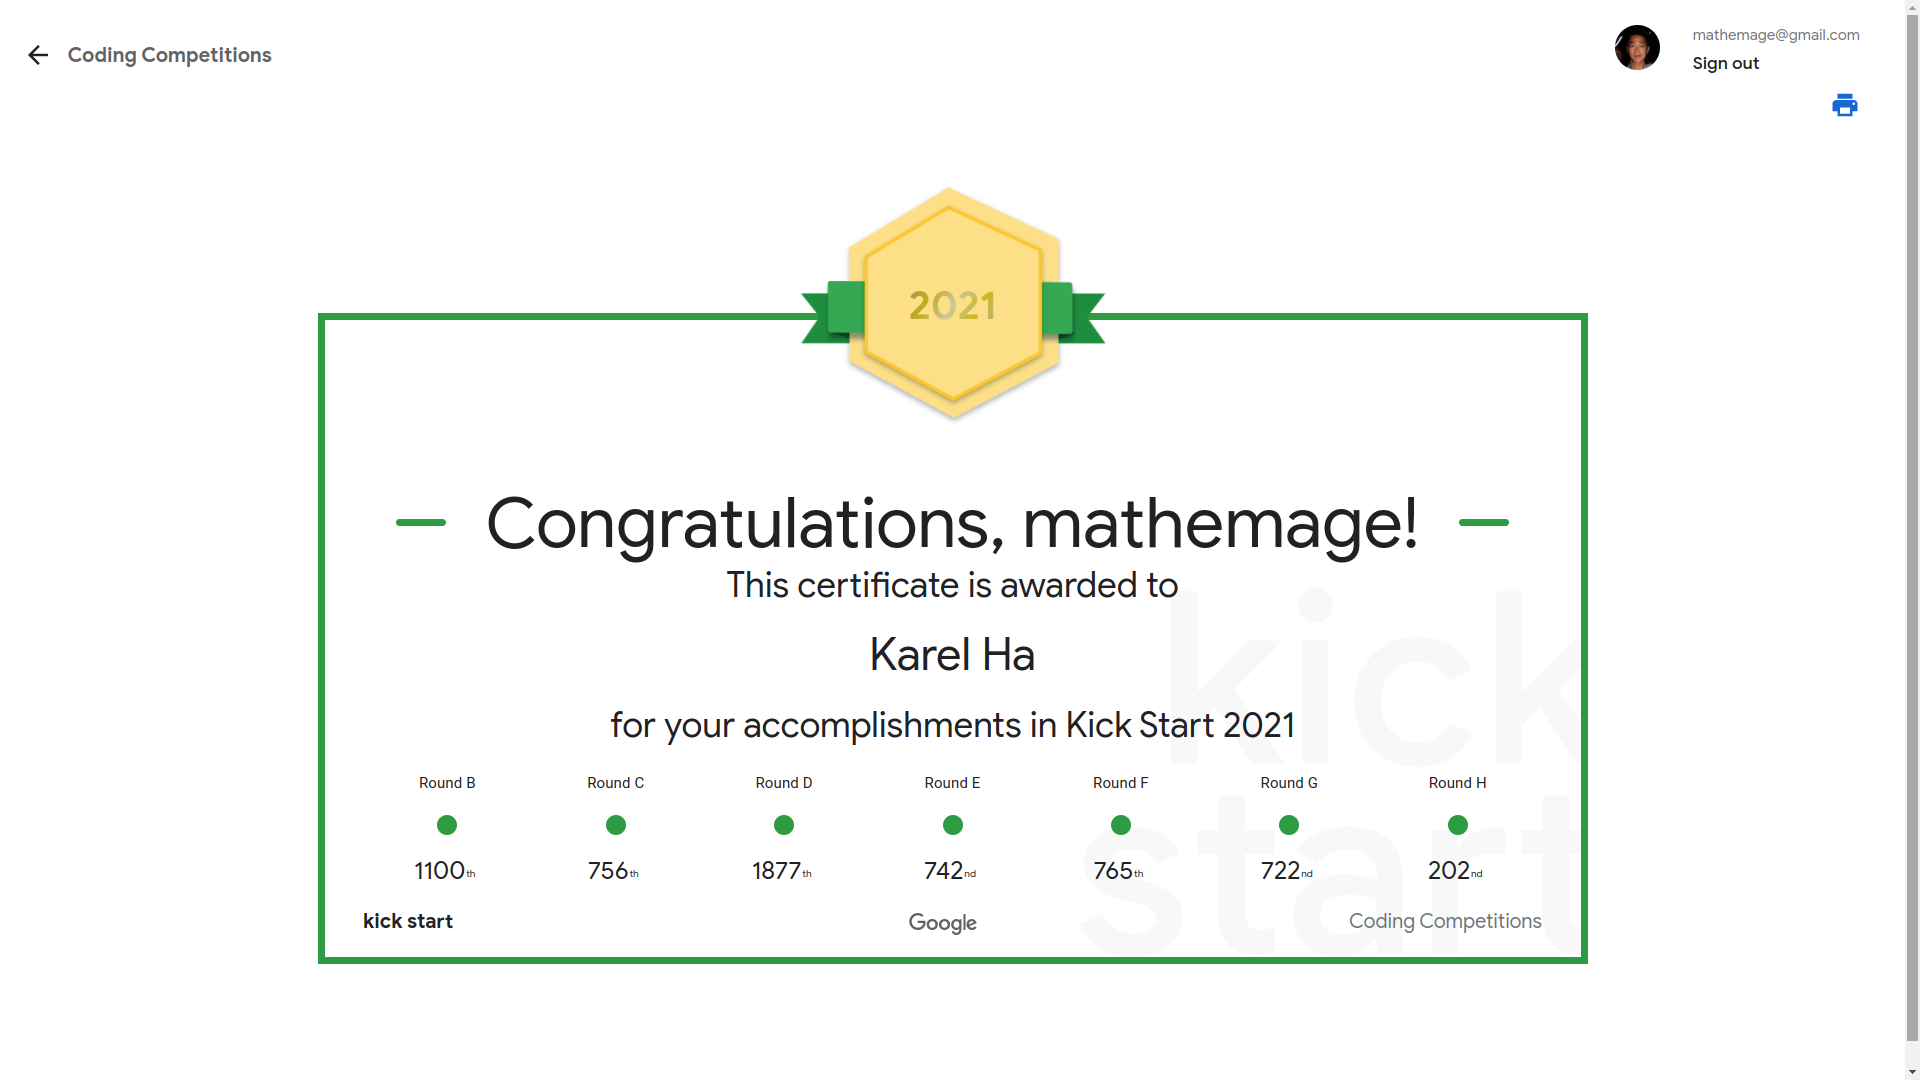 Coding Competitions
mathemage@gmail.com
Sign out
2021
Congratulations, mathemage!
This certificate is awarded to
Karel Ha
for your accomplishments in Kick Start 2021
kick
start
Round B Round C Round D Round E Round F Round G Round H
1100th 756th 1877th 742nd 765th 722nd 202nd
kick start Google Coding Competitions